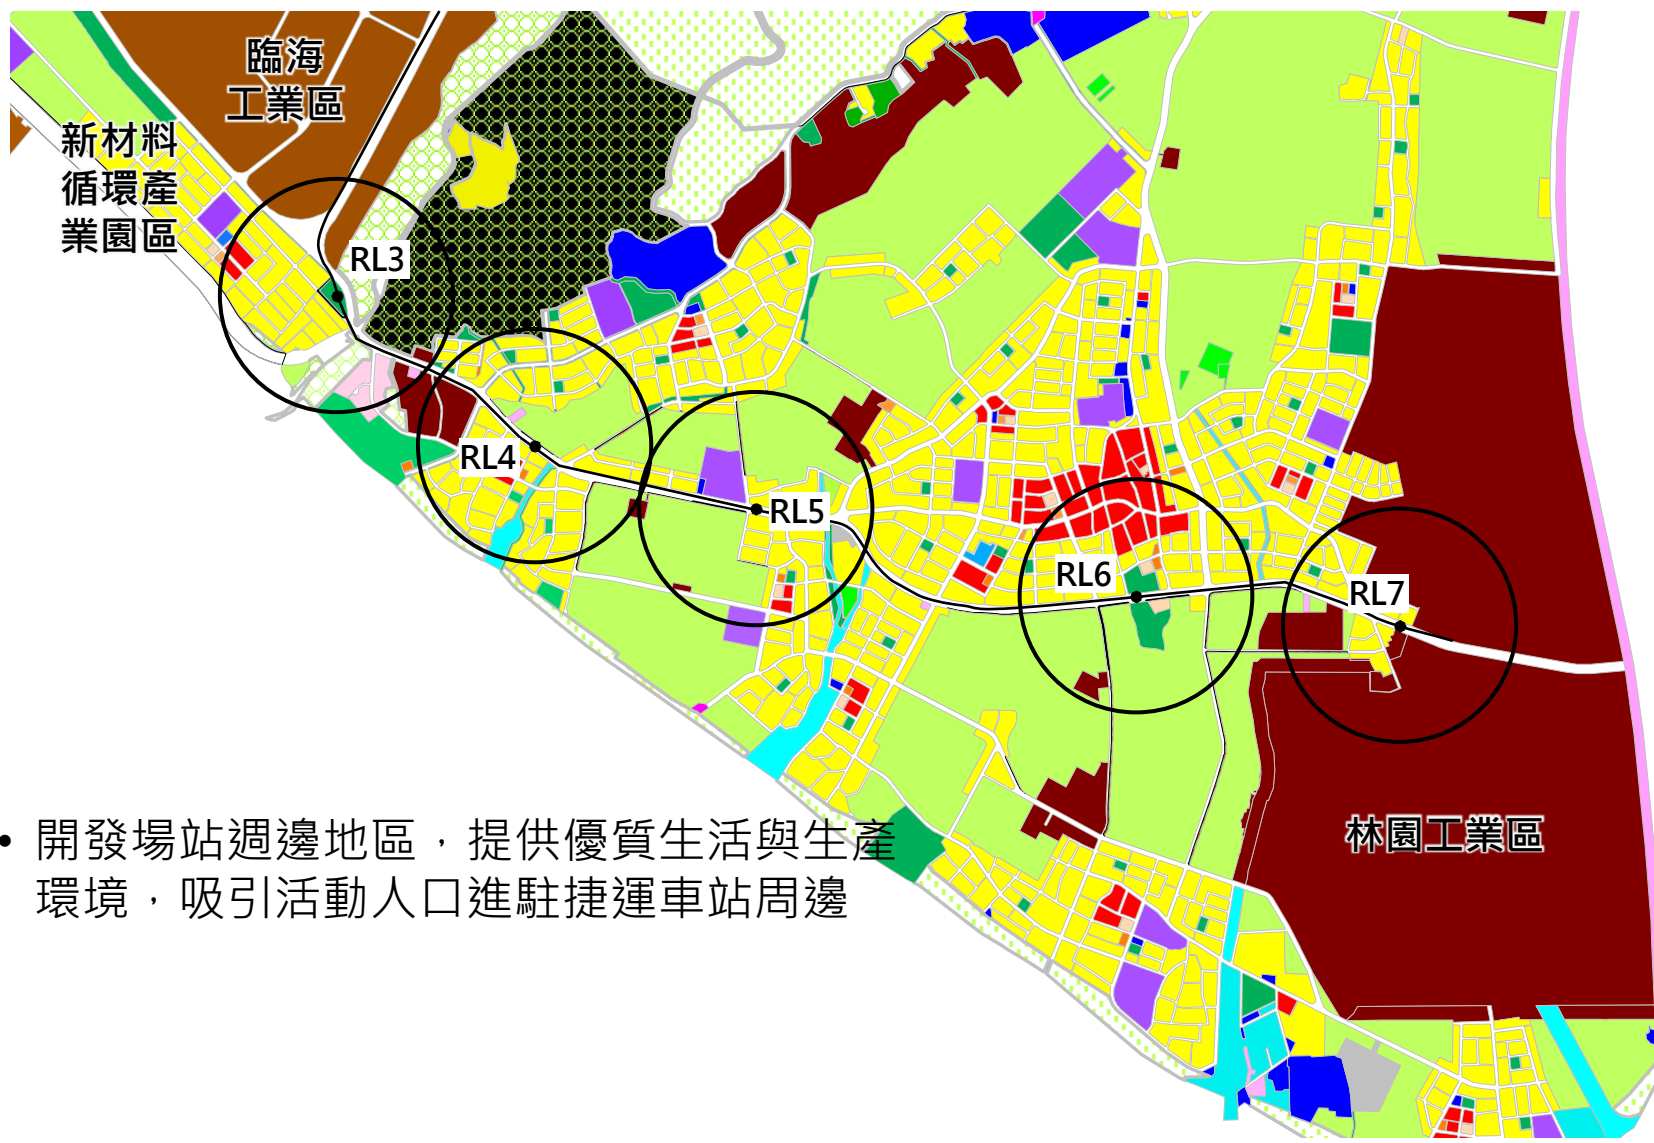 臨海
工業區
新材料
循環產
業園區
RL3
RL4
RL5
RL6
RL7
林園工業區
• 開發場站週邊地區，提供優質生活與生產
環境，吸引活動人口進駐捷運車站周邊